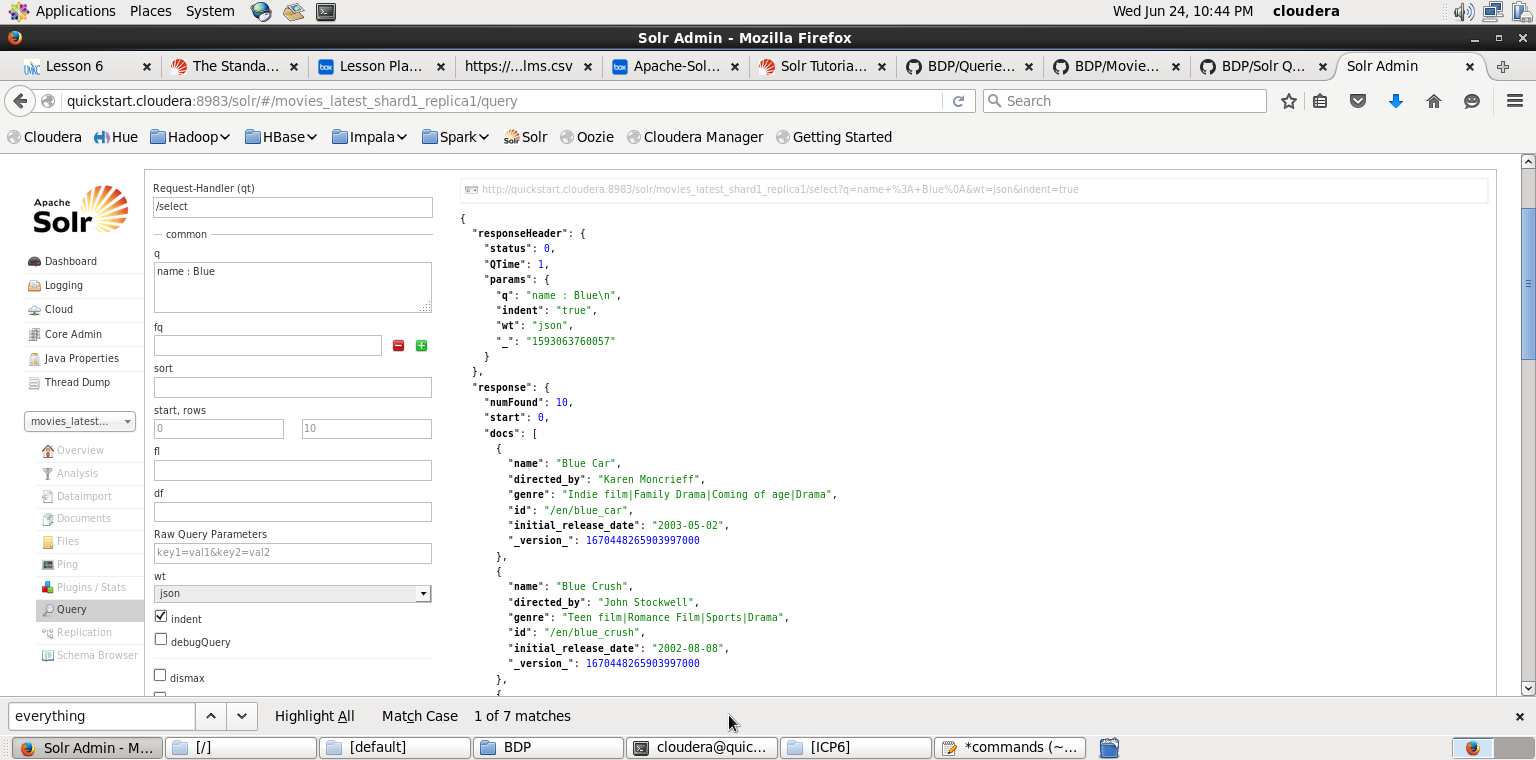 Applications Places System Wed Jun 24, 10:44 PM cloudera
Solr Admin - Mozilla Firefox
Lesson 6 The Standa... Lesson Pla... https:/...lms.csv Apache-Sol... Solr Tutoria... BDP/Querie... BDP/Movie... BDP/Solr Q... Solr Admin
quickstart.cloudera:8983/solr/#/movies_latest_shard1_replica1/query Search
Cloudera Hue Hadoop HBase Impala Spark Solr Oozie Cloudera Manager Getting Started
Apache
Solr
Dashboard
Logging
Cloud
Core Admin
Java Properties
Thread Dump
movies_latest...
Overview
Analysis
Dataimport
Documents
Files
Ping
Plugins / Stats
Query
Replication
Schema Browser
Request-Handler (qt)
/select
common
q
name : Blue
fq
sort
start, rows
0 10
fl
df
Raw Query Parameters
key1=val1&key2=val2
wt
json
indent
debugQuery
dismax
http://quickstart.cloudera:8983/solr/movies_latest_shard1_replica1/select?q=name+%3A+Blue%0A&wt=json&indent=true
{
"responseHeader": {
"status": 0,
"QTime": 1,
"params": {
"q": "name : Blue\n",
"indent": "true",
"wt": "json",
"_": "1593063760057"
}
},
"response": {
"numFound": 10,
"start": 0,
"docs": [
{
"name": "Blue Car",
"directed_by": "Karen Moncrieff",
"genre": "Indie film|Family Drama|Coming of age|Drama",
"id": "/en/blue_car",
"initial_release_date": "2003-05-02",
"_version_": 1670448265903997000
},
{
"name": "Blue Crush",
"directed_by": "John Stockwell",
"genre": "Teen film|Romance Film|Sports|Drama",
"id": "/en/blue_crush",
"initial_release_date": "2002-08-08",
"_version_": 1670448265903997000
},
{
everything Highlight All Match Case 1 of 7 matches
Solr Admin - M... [/] [default] BDP cloudera@quic... [ICP6] *commands (~...